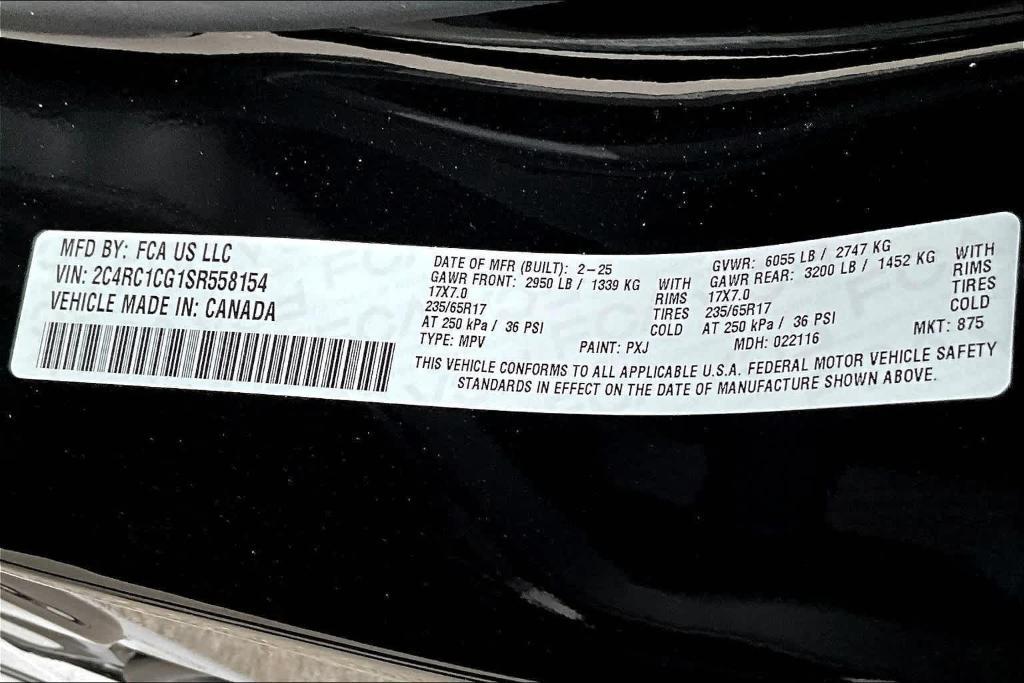 MFD BY: FCA US LLC
VIN: 2C4RC1CG1SR558154
VEHICLE MADE IN: CANADA
DATE OF MFR (BUILT): 2-25
GAWR FRONT: 2950 LB / 1339 KG WITH
17X7.0 RIMS
235/65R17 TIRES
AT 250 kPa / 36 PSI COLD
TYPE: MPV PAINT: PXJ
GVWR: 6055 LB / 2747 KG
GAWR REAR: 3200 LB / 1452 KG WITH
17X7.0 RIMS
235/65R17 TIRES
AT 250 kPa / 36 PSI COLD
MDH: 022116 MKT: 875
THIS VEHICLE CONFORMS TO ALL APPLICABLE U.S.A. FEDERAL MOTOR VEHICLE SAFETY
STANDARDS IN EFFECT ON THE DATE OF MANUFACTURE SHOWN ABOVE.